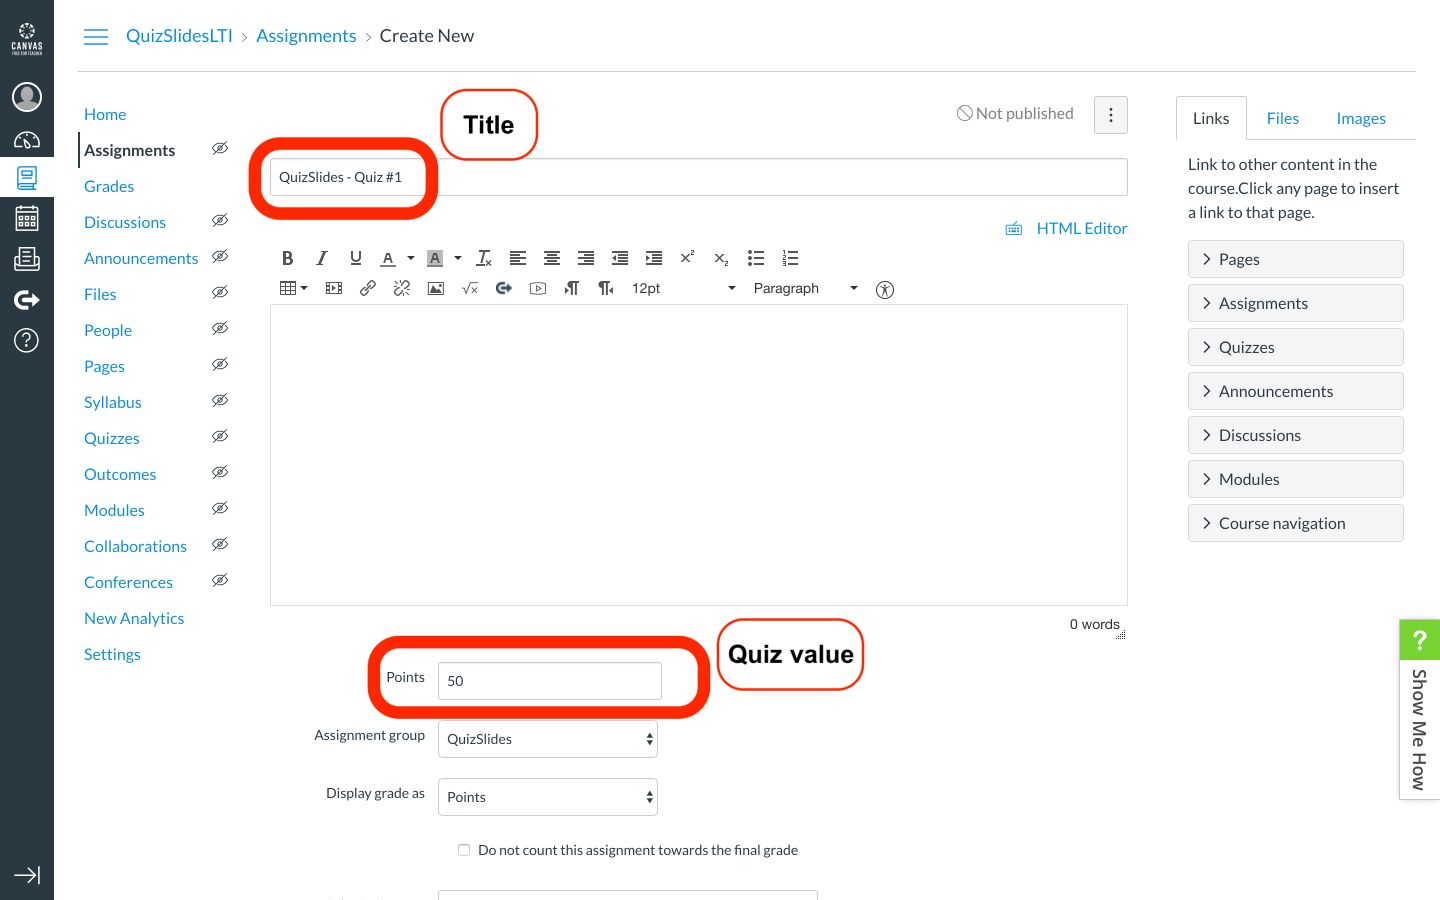 CANVAS
FREE FOR TEACHER
QuizSlidesLTI > Assignments > Create New
Home
Assignments
Grades
Discussions
Announcements
Files
People
Pages
Syllabus
Quizzes
Outcomes
Modules
Collaborations
Conferences
New Analytics
Settings
Title
Not published
QuizSlides - Quiz #1
HTML Editor
12pt
Paragraph
0 words
Quiz value
Points
50
Assignment group
QuizSlides
Display grade as
Points
Do not count this assignment towards the final grade
Links Files Images
Link to other content in the
course.Click any page to insert
a link to that page.
Pages
Assignments
Quizzes
Announcements
Discussions
Modules
Course navigation
? Show Me How